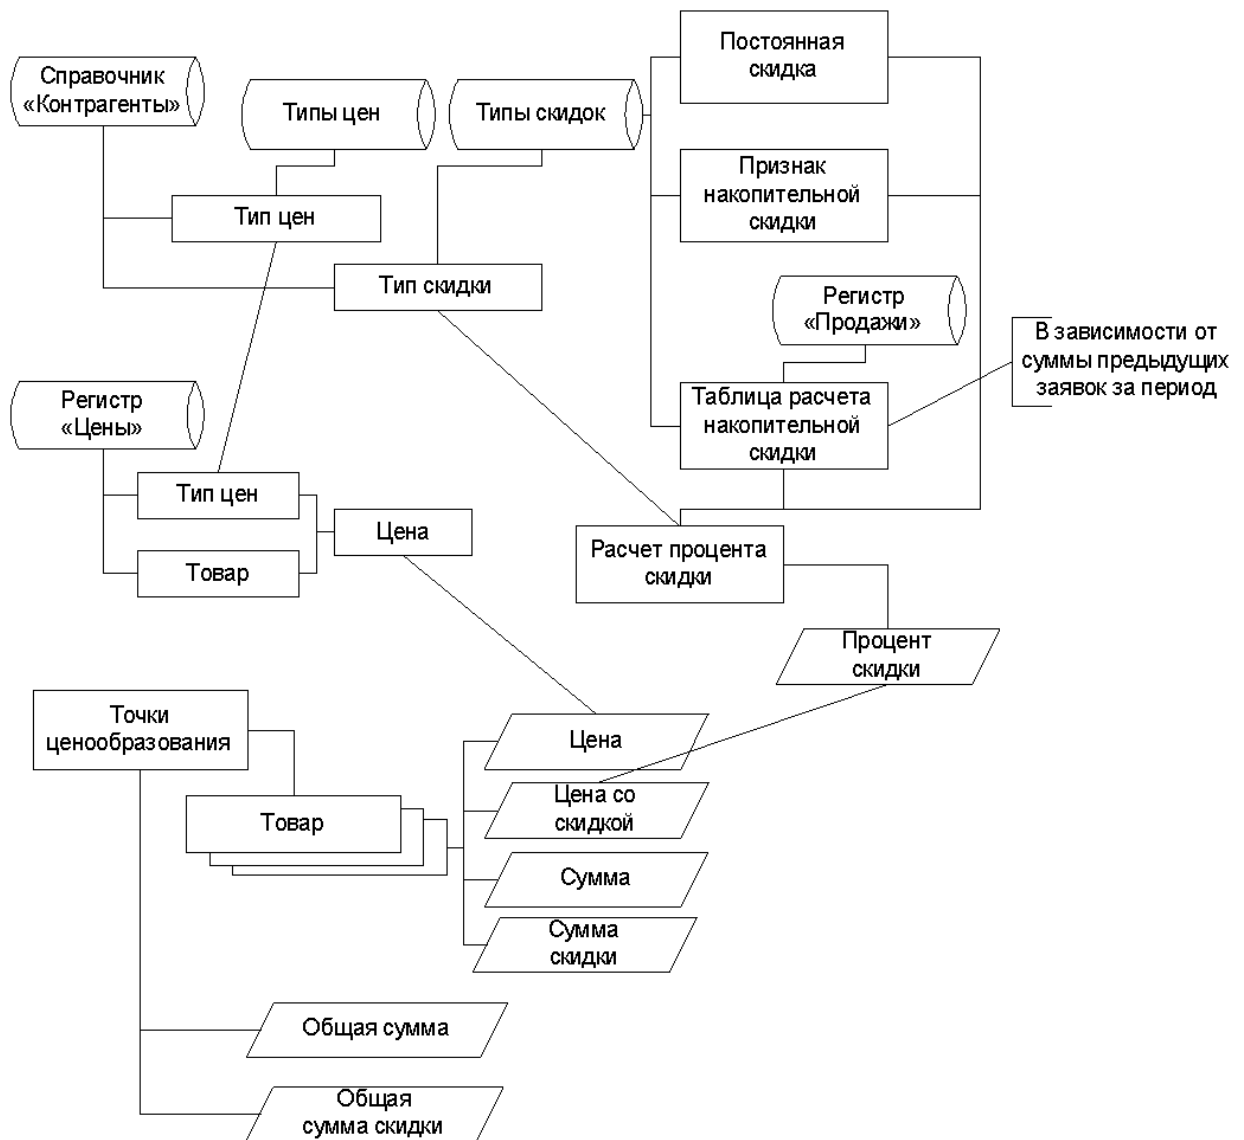 Постоянная
скидка
Справочник
«Контрагенты»
Типы цен
Типы скидок
Признак
накопительной
скидки
Тип цен
Тип скидки
Регистр
«Продажи»
В зависимости от
суммы предыдущих
заявок за период
Регистр
«Цены»
Таблица расчета
накопительной
скидки
Тип цен
Цена
Товар
Расчет процента
скидки
Процент
скидки
Точки
ценообразования
Цена
Товар
Цена со
скидкой
Сумма
Сумма
скидки
Общая сумма
Общая
сумма скидки